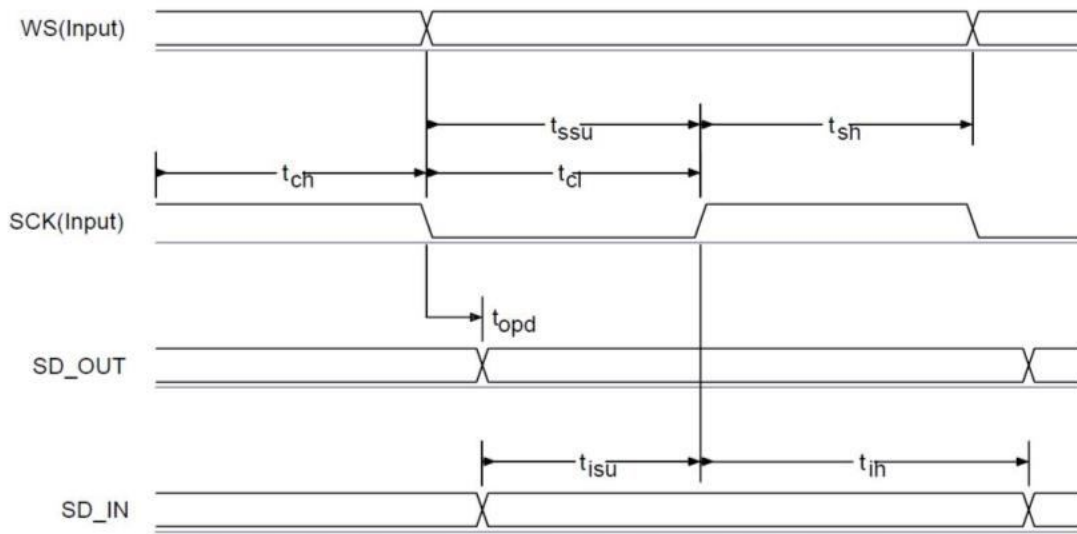 WS(Input)
tssu
tsh
tch
tcl
SCK(Input)
topd
SD_OUT
tisu
tih
SD_IN